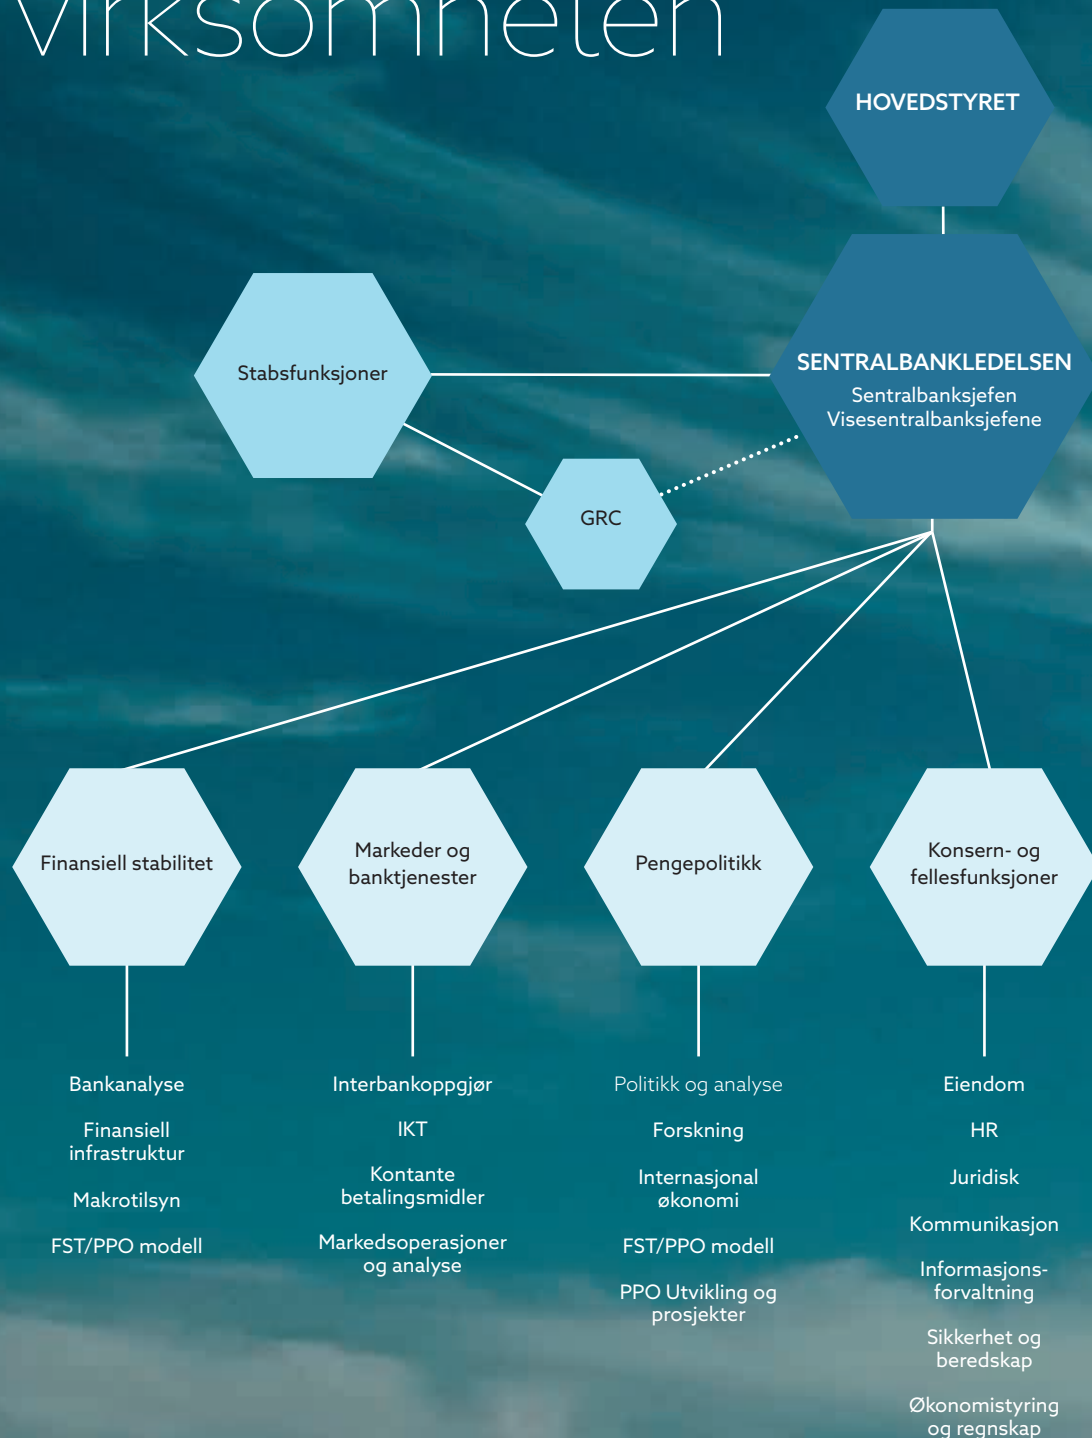 Virksomheten
HOVEDSTYRET
SENTRALBANKLEDELSEN
Sentralbanksjefen
Visesentralbanksjefene
Stabsfunksjoner
GRC
Finansiell stabilitet
Markeder og
banktjenester
Pengepolitikk
Konsern- og
fellesfunksjoner
Bankanalyse
Finansiell
infrastruktur
Makrotilsyn
FST/PPO modell
Interbankoppgjør
IKT
Kontante
betalingsmidler
Markedsoperasjoner
og analyse
Politikk og analyse
Forskning
Internasjonal
økonomi
FST/PPO modell
PPO Utvikling og
prosjekter
Eiendom
HR
Juridisk
Kommunikasjon
Informasjons-
forvaltning
Sikkerhet og
beredskap
Økonomistyring
og regnskap